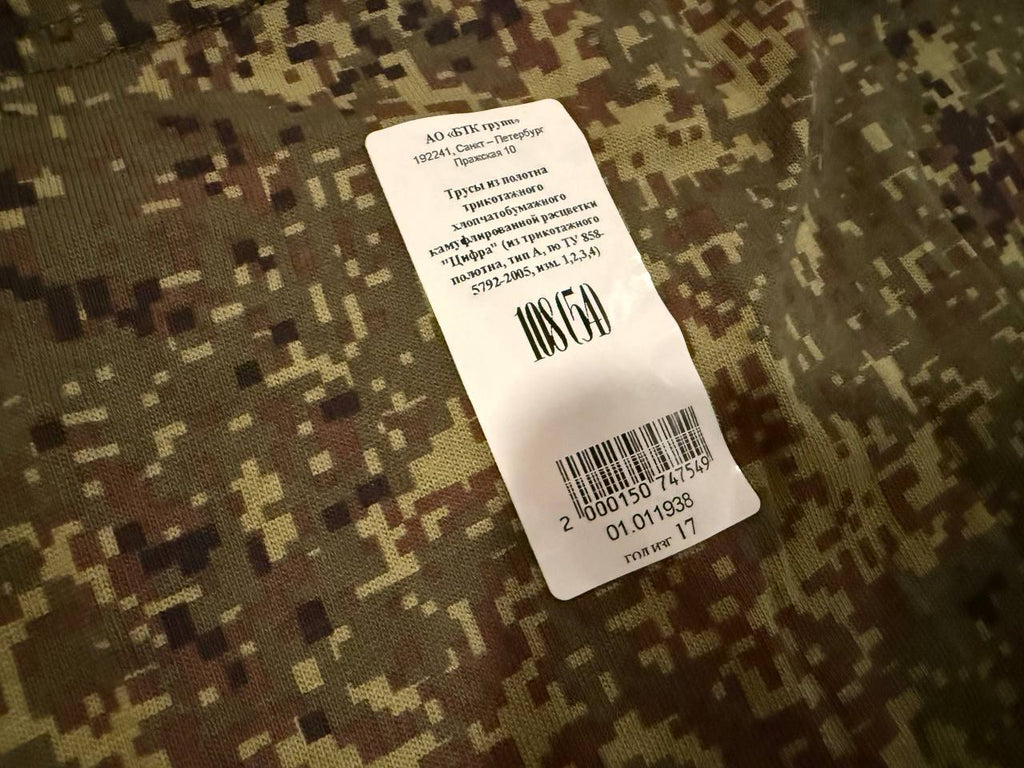 АО «БТК групп»
192241, Санкт – Петербург
Пражская 10
Трусы из полотна
трикотажного
хлопчатобумажного
камуфлированной расцветки
"Цифра" (из трикотажного
полотна, тип А, по ТУ 858-
5792-2005, изм. 1,2,3,4)
108(54)
2 000150 747549
01.011938
год изг 17